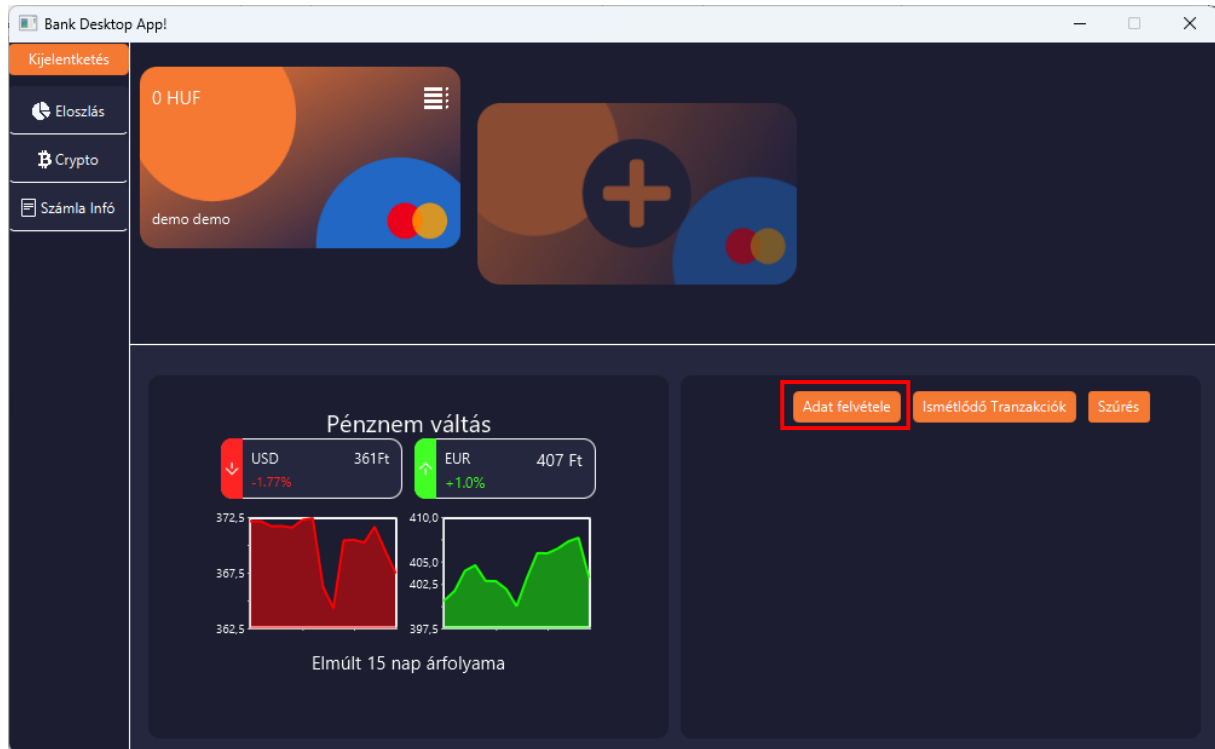 Bank Desktop App!
Kijelentketés
Eloszlás
Crypto
Számla Infó
0 HUF
demo demo
Pénznem váltás
USD 361Ft
-1.77%
EUR 407 Ft
+1.0%
372,5
367,5
362,5
410,0
405,0
402,5
397,5
Elmúlt 15 nap árfolyama
Adat felvétele Ismétlődő Tranzakciók Szűrés